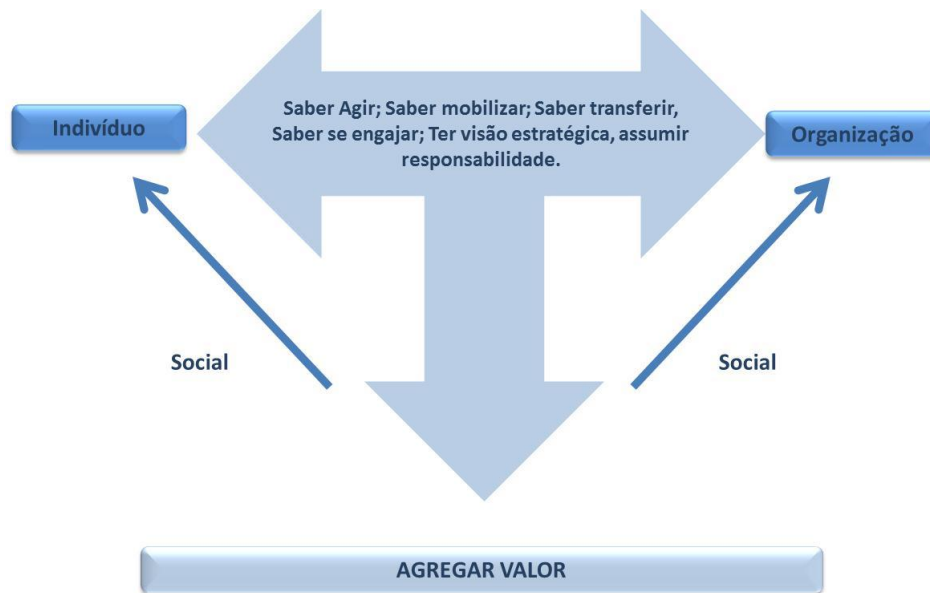 Saber Agir; Saber mobilizar; Saber transferir,
Indivíduo
Saber se engajar; Ter visão estratégica, assumir
Organização
responsabilidade.
Social
Social
AGREGAR VALOR